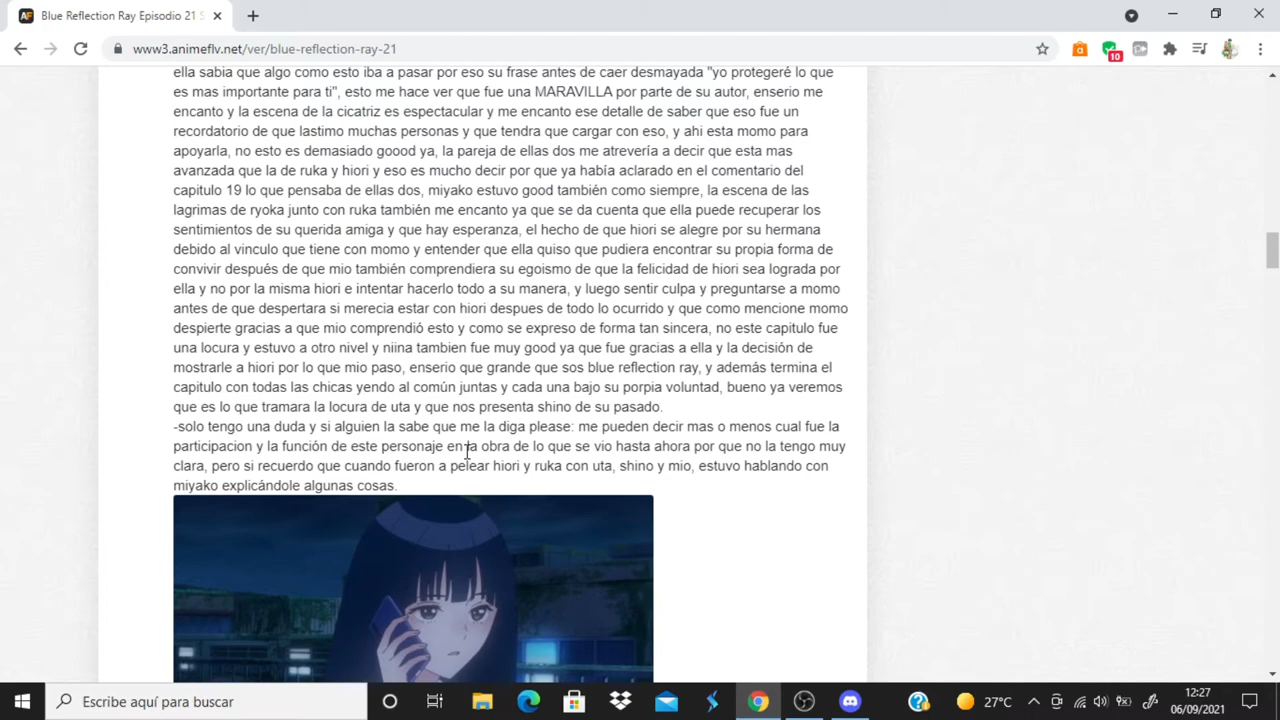 Blue Reflection Ray Episodio 21 S
www3.animeflv.net/ver/blue-reflection-ray-21
10
ella sabia que algo como esto iba a pasar por eso su frase antes de caer desmayada "yo protegeré lo que
es mas importante para ti", esto me hace ver que fue una MARAVILLA por parte de su autor, enserio me
encanto y la escena de la cicatriz es espectacular y me encanto ese detalle de saber que eso fue un
recordatorio de que lastimo muchas personas y que tendra que cargar con eso, y ahi esta momo para
apoyarla, no esto es demasiado goood ya, la pareja de ellas dos me atrevería a decir que esta mas
avanzada que la de ruka y hiori y eso es mucho decir por que ya había aclarado en el comentario del
capitulo 19 lo que pensaba de ellas dos, miyako estuvo good también como siempre, la escena de las
lagrimas de ryoka junto con ruka también me encanto ya que se da cuenta que ella puede recuperar los
sentimientos de su querida amiga y que hay esperanza, el hecho de que hiori se alegre por su hermana
debido al vinculo que tiene con momo y entender que ella quiso que pudiera encontrar su propia forma de
convivir después de que mio también comprendiera su egoismo de que la felicidad de hiori sea lograda por
ella y no por la misma hiori e intentar hacerlo todo a su manera, y luego sentir culpa y preguntarse a momo
antes de que despertara si merecia estar con hiori despues de todo lo ocurrido y que como mencione momo
despierte gracias a que mio comprendió esto y como se expreso de forma tan sincera, no este capitulo fue
una locura y estuvo a otro nivel y niina tambien fue muy good ya que fue gracias a ella y la decisión de
mostrarle a hiori por lo que mio paso, enserio que grande que sos blue reflection ray, y además termina el
capitulo con todas las chicas yendo al común juntas y cada una bajo su porpia voluntad, bueno ya veremos
que es lo que tramara la locura de uta y que nos presenta shino de su pasado.
-solo tengo una duda y si alguien la sabe que me la diga please: me pueden decir mas o menos cual fue la
participacion y la función de este personaje en la obra de lo que se vio hasta ahora por que no la tengo muy
clara, pero si recuerdo que cuando fueron a pelear hiori y ruka con uta, shino y mio, estuvo hablando con
miyako explicándole algunas cosas.
Escribe aquí para buscar
27°C
12:27
06/09/2021